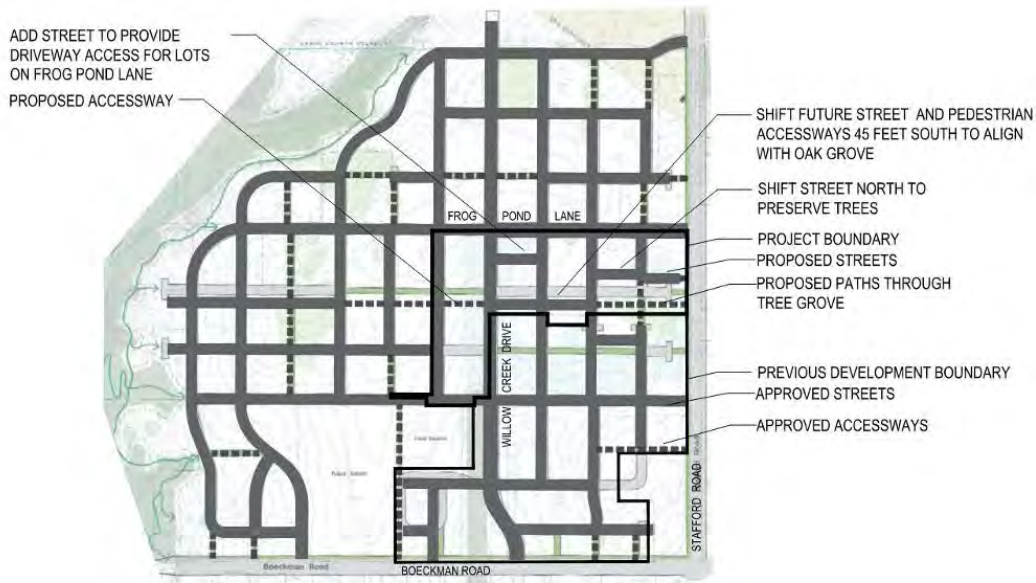 ADD STREET TO PROVIDE
DRIVEWAY ACCESS FOR LOTS
ON FROG POND LANE
PROPOSED ACCESSWAY
SHIFT FUTURE STREET AND PEDESTRIAN
ACCESSWAYS 45 FEET SOUTH TO ALIGN
WITH OAK GROVE
SHIFT STREET NORTH TO
PRESERVE TREES
PROJECT BOUNDARY
PROPOSED STREETS
PROPOSED PATHS THROUGH
TREE GROVE
PREVIOUS DEVELOPMENT BOUNDARY
APPROVED STREETS
APPROVED ACCESSWAYS
FROG POND LANE
WILLOW CREEK DRIVE
STAFFORD ROAD
Boeckman Road
BOECKMAN ROAD